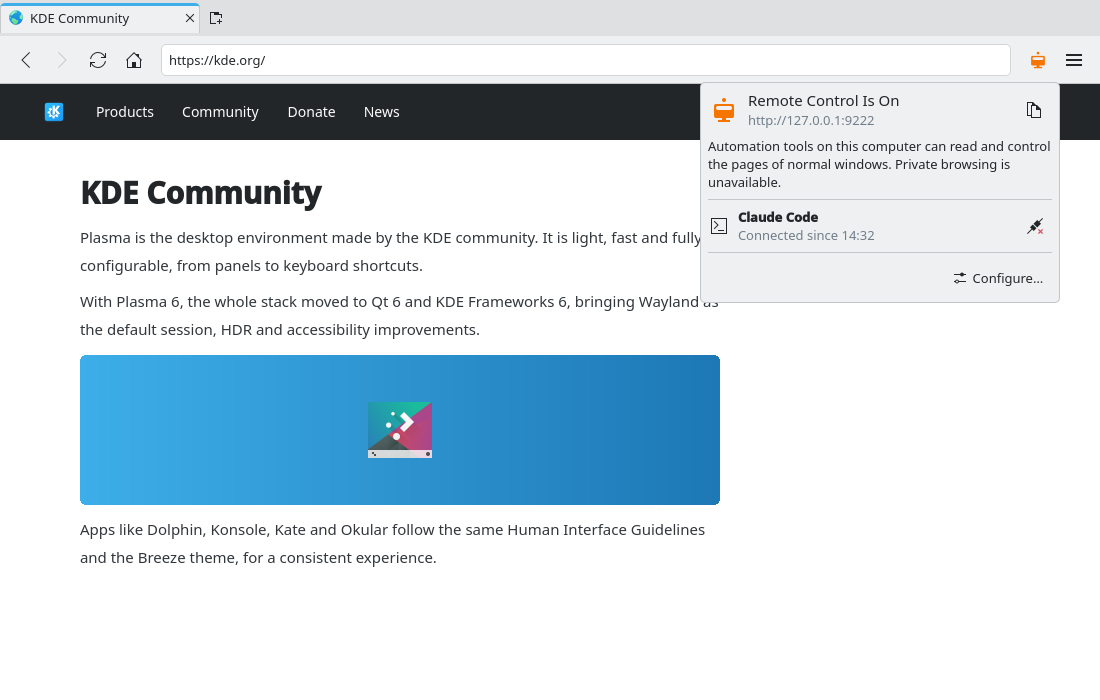 KDE Community
https://kde.org/
Products Community Donate News
Remote Control Is On
http://127.0.0.1:9222
Automation tools on this computer can read and control
the pages of normal windows. Private browsing is
unavailable.
Claude Code
Connected since 14:32
Configure...
KDE Community
Plasma is the desktop environment made by the KDE community. It is light, fast and fully
configurable, from panels to keyboard shortcuts.
With Plasma 6, the whole stack moved to Qt 6 and KDE Frameworks 6, bringing Wayland as
the default session, HDR and accessibility improvements.
Apps like Dolphin, Konsole, Kate and Okular follow the same Human Interface Guidelines
and the Breeze theme, for a consistent experience.